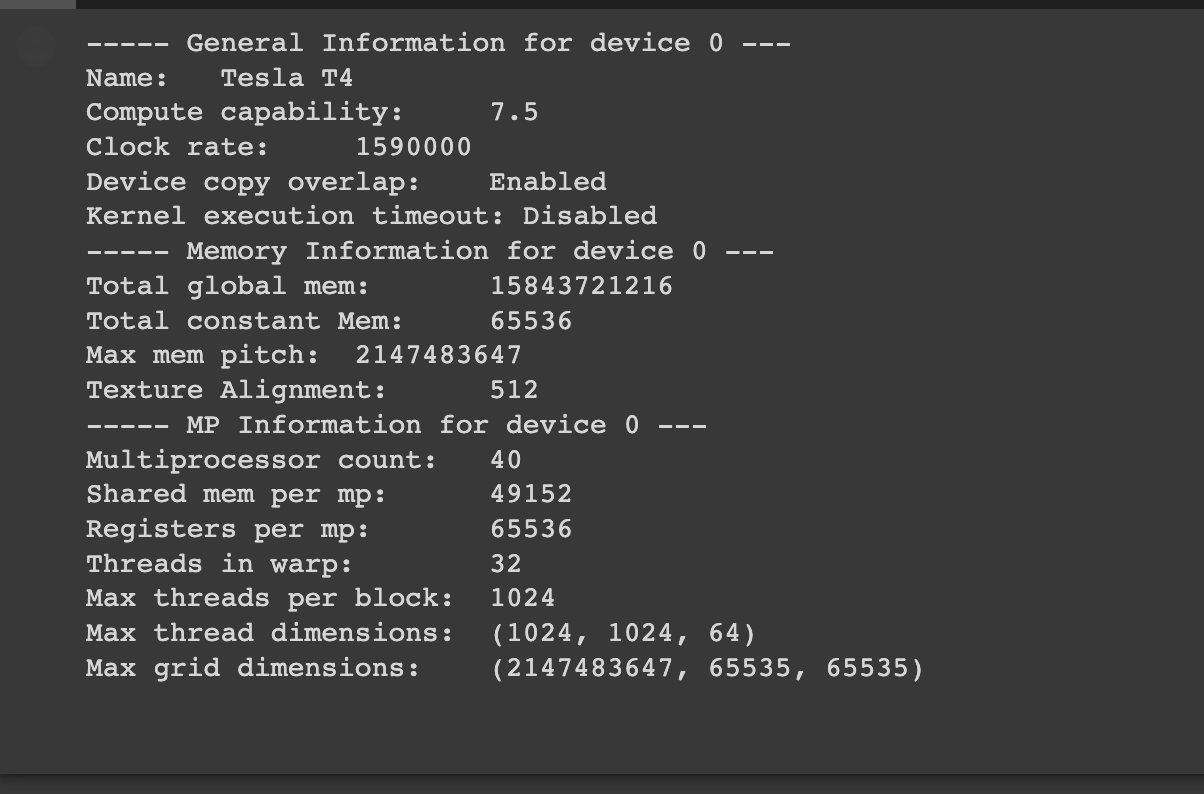 ----- General Information for device 0 ---
Name:   Tesla T4
Compute capability:     7.5
Clock rate:     1590000
Device copy overlap:    Enabled
Kernel execution timeout: Disabled
----- Memory Information for device 0 ---
Total global mem:       15843721216
Total constant Mem:     65536
Max mem pitch:  2147483647
Texture Alignment:      512
----- MP Information for device 0 ---
Multiprocessor count:   40
Shared mem per mp:      49152
Registers per mp:       65536
Threads in warp:        32
Max threads per block:  1024
Max thread dimensions:  (1024, 1024, 64)
Max grid dimensions:    (2147483647, 65535, 65535)